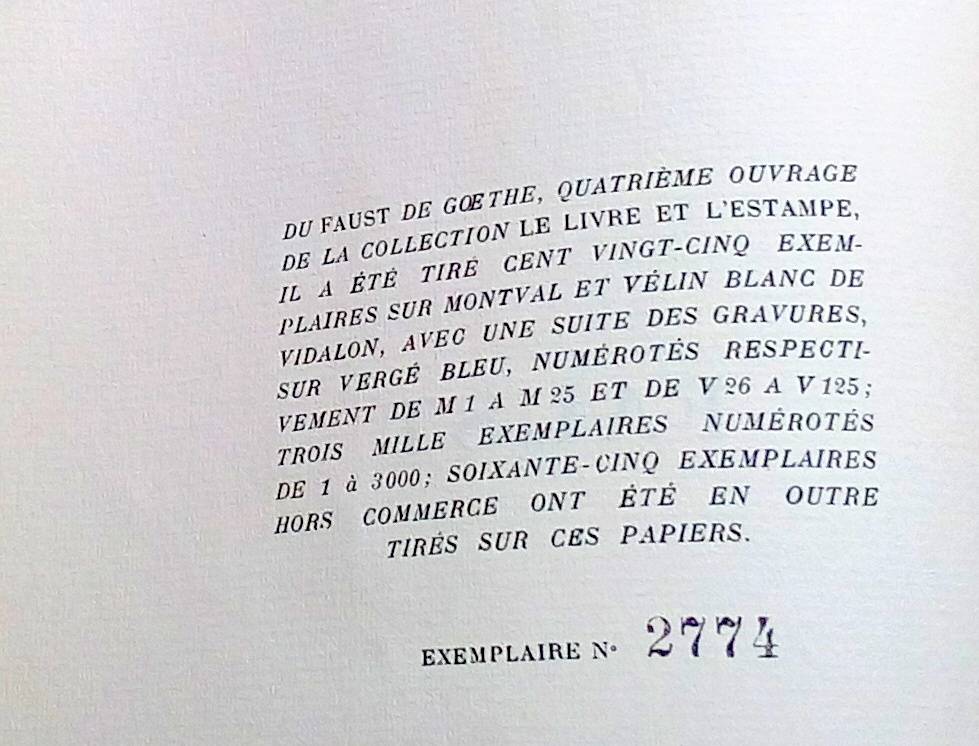 DU FAUST DE GŒTHE, QUATRIÈME OUVRAGE
DE LA COLLECTION LE LIVRE ET L'ESTAMPE,
IL A ÉTÉ TIRÉ CENT VINGT-CINQ EXEM-
PLAIRES SUR MONTVAL ET VÉLIN BLANC DE
VIDALON, AVEC UNE SUITE DES GRAVURES,
SUR VERGÉ BLEU, NUMÉROTÉS RESPECTI-
VEMENT DE M 1 A M 25 ET DE V 26 A V 125;
TROIS MILLE EXEMPLAIRES NUMÉROTÉS
DE 1 à 3000; SOIXANTE-CINQ EXEMPLAIRES
HORS COMMERCE ONT ÉTÉ EN OUTRE
TIRÉS SUR CES PAPIERS.
EXEMPLAIRE N° 2774